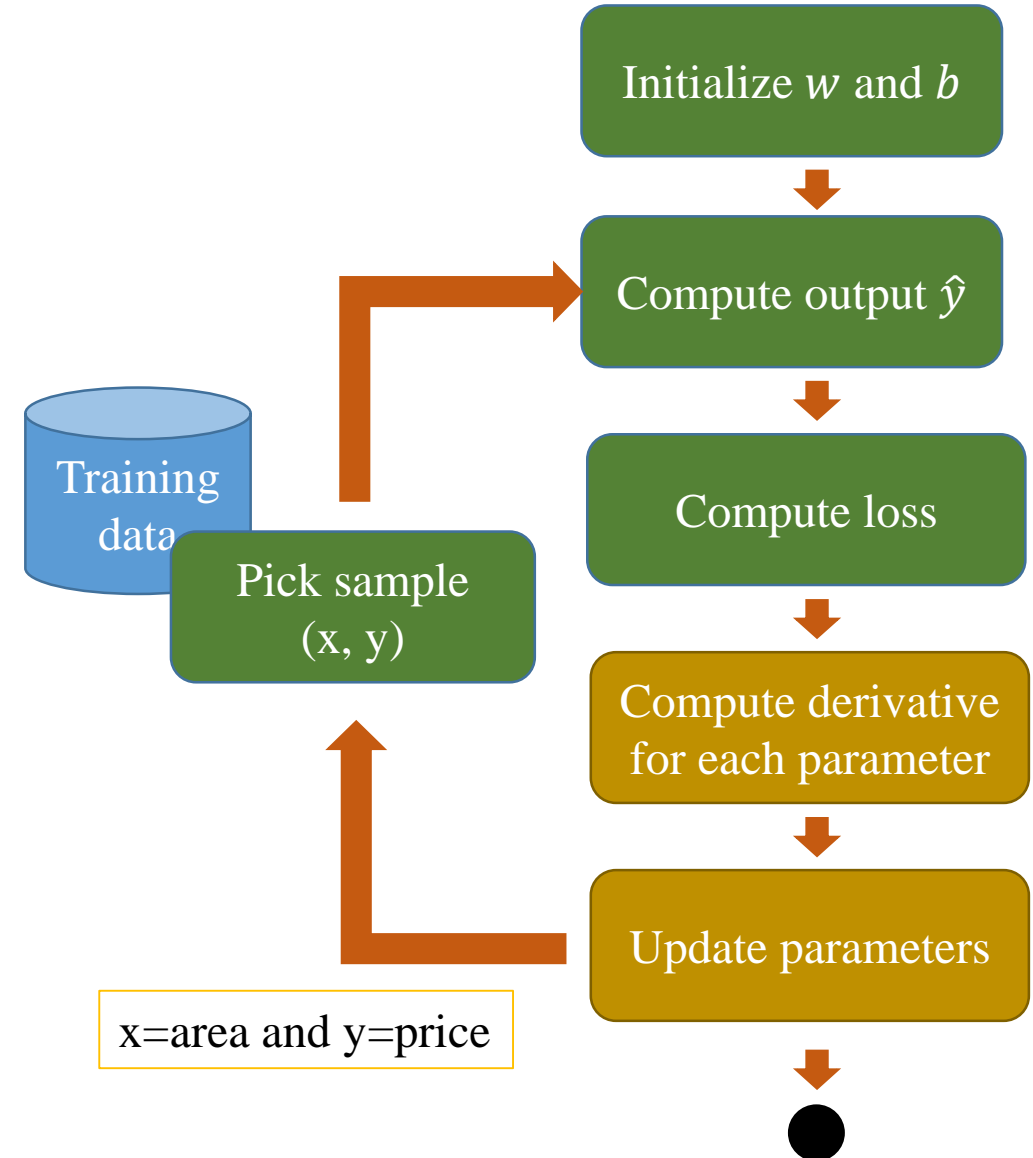 Initialize w and b
Compute output ŷ
Training
data
Compute loss
Pick sample
(x, y)
Compute derivative
for each parameter
Update parameters
x=area and y=price